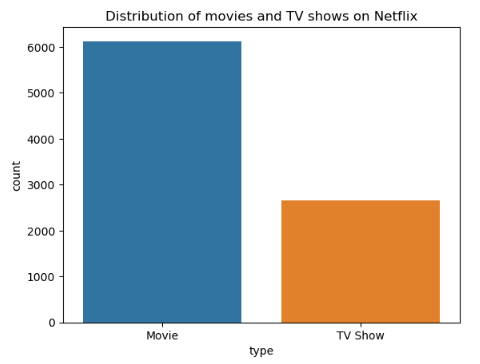 Distribution of movies and TV shows on Netflix
6000
5000
4000
3000
2000
1000
0
count
Movie
TV Show
type